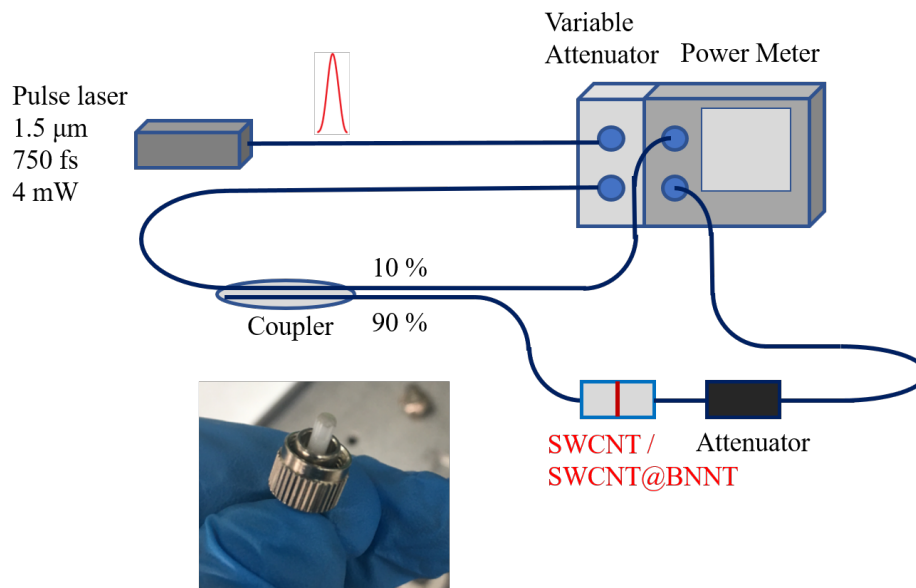 Variable
Attenuator
Power Meter
Pulse laser
1.5 μm
750 fs
4 mW
10 %
Coupler
90 %
SWCNT /
SWCNT@BNNT
Attenuator